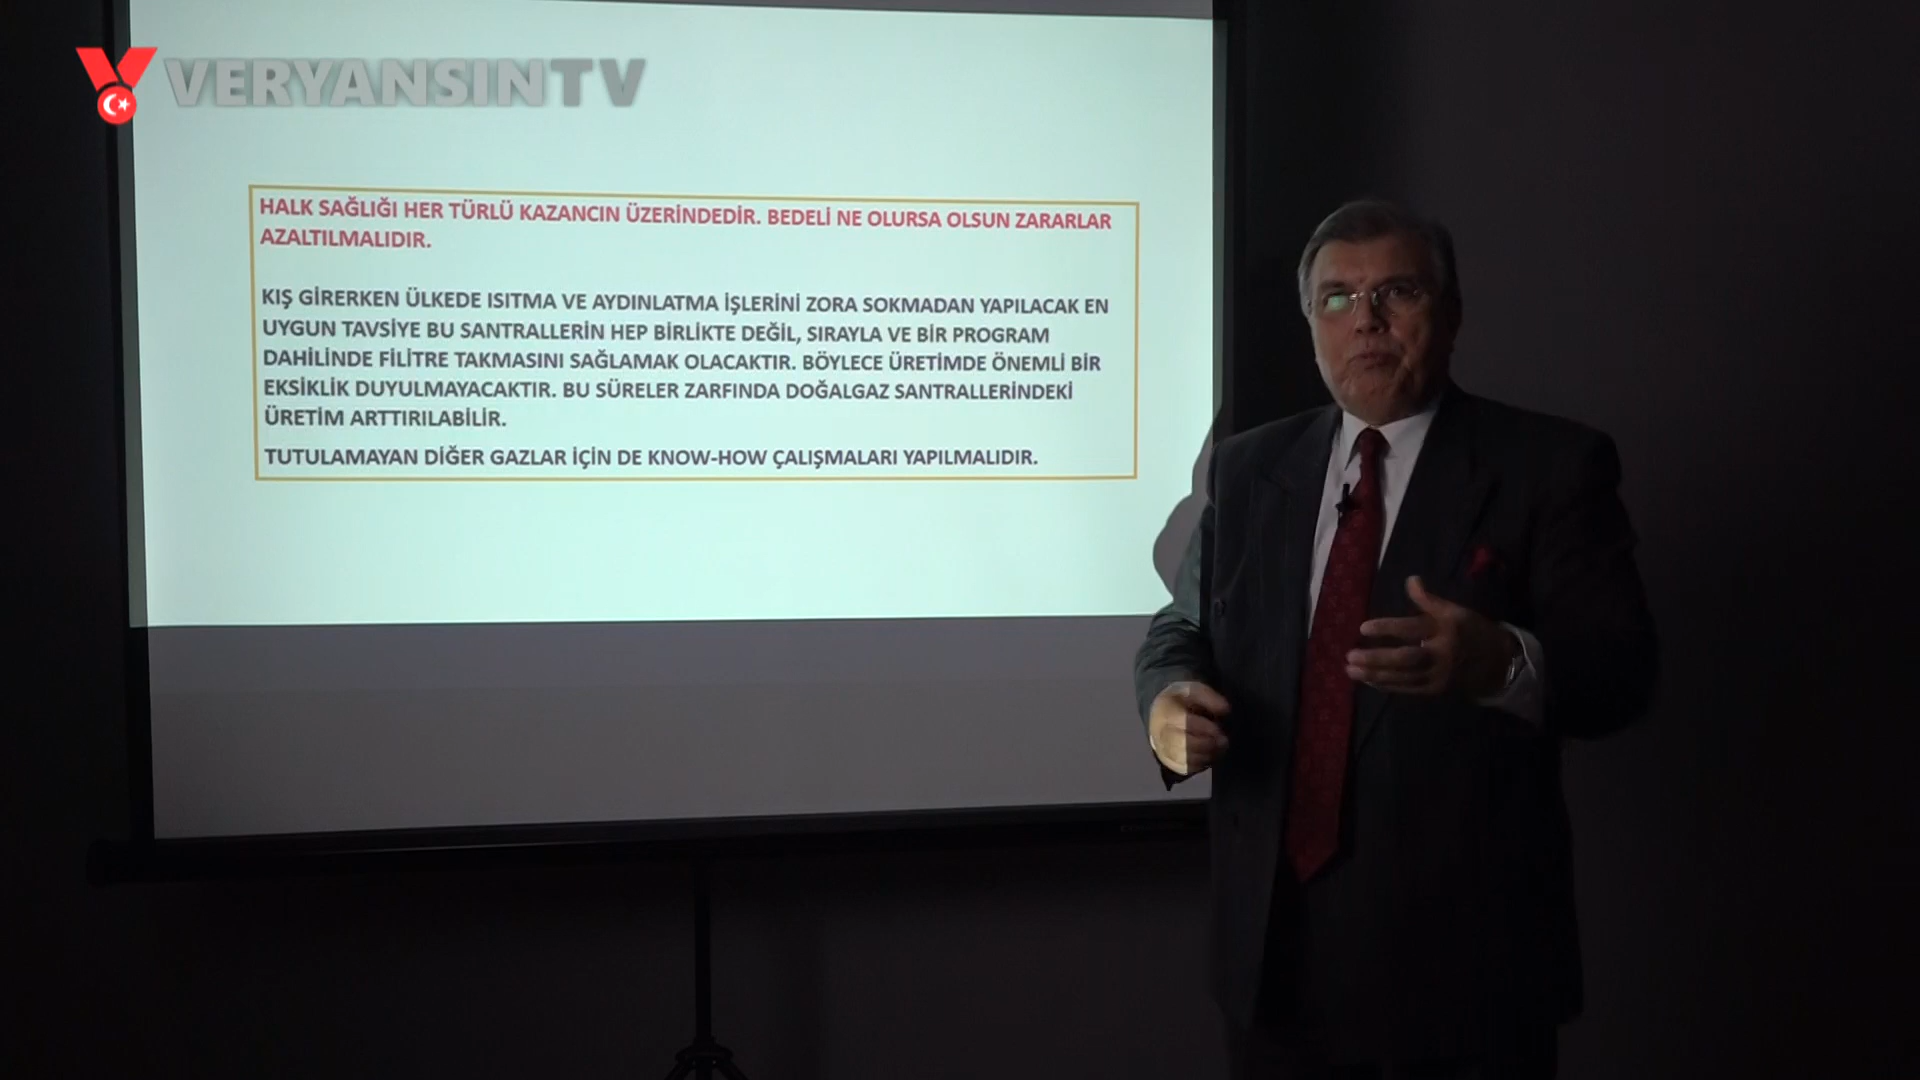 VERYANSINTV
HALK SAĞLIĞI HER TÜRLÜ KAZANCIN ÜZERİNDEDİR. BEDELİ NE OLURSA OLSUN ZARARLAR
AZALTILMALIDIR.
KIŞ GİRERKEN ÜLKEDE ISITMA VE AYDINLATMA İŞLERİNİ ZORA SOKMADAN YAPILACAK EN
UYGUN TAVSİYE BU SANTRALLERİN HEP BİRLİKTE DEĞİL, SIRAYLA VE BİR PROGRAM
DAHİLİNDE FİLİTRE TAKMASINI SAĞLAMAK OLACAKTIR. BÖYLECE ÜRETİMDE ÖNEMLİ BİR
EKSİKLİK DUYULMAYACAKTIR. BU SÜRELER ZARFINDA DOĞALGAZ SANTRALLERİNDEKİ
ÜRETİM ARTTIRILABİLİR.
TUTULAMAYAN DİĞER GAZLAR İÇİN DE KNOW-HOW ÇALIŞMALARI YAPILMALIDIR.